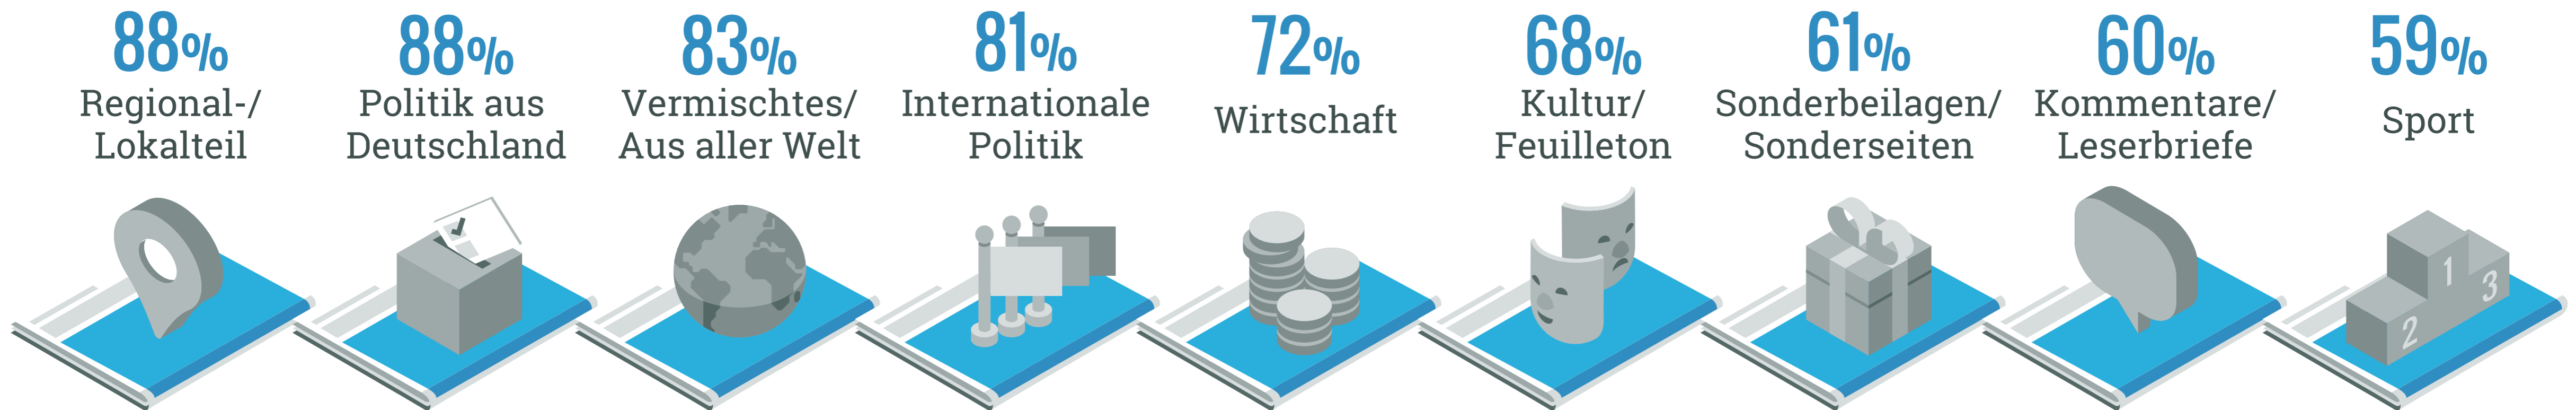 88%
Regional-/
Lokalteil
88%
Politik aus
Deutschland
83%
Vermischtes/
Aus aller Welt
81%
Internationale
Politik
72%
Wirtschaft
68%
Kultur/
Feuilleton
61%
Sonderbeilagen/
Sonderseiten
60%
Kommentare/
Leserbriefe
59%
Sport
1
2
3